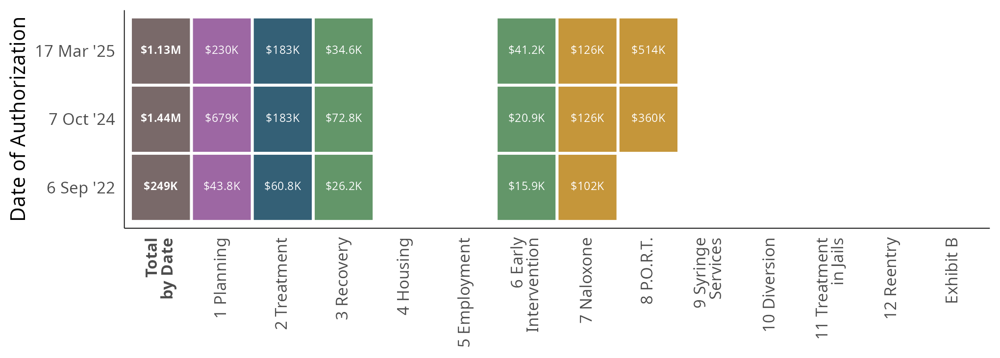 Date of Authorization
17 Mar '25
$1.13M $230K $183K $34.6K $41.2K $126K $514K
7 Oct '24
$1.44M $679K $183K $72.8K $20.9K $126K $360K
6 Sep '22
$249K $43.8K $60.8K $26.2K $15.9K $102K
Total
by Date
1 Planning
2 Treatment
3 Recovery
4 Housing
5 Employment
6 Early
Intervention
7 Naloxone
8 P.O.R.T.
9 Syringe
Services
10 Diversion
11 Treatment
in Jails
12 Reentry
Exhibit B